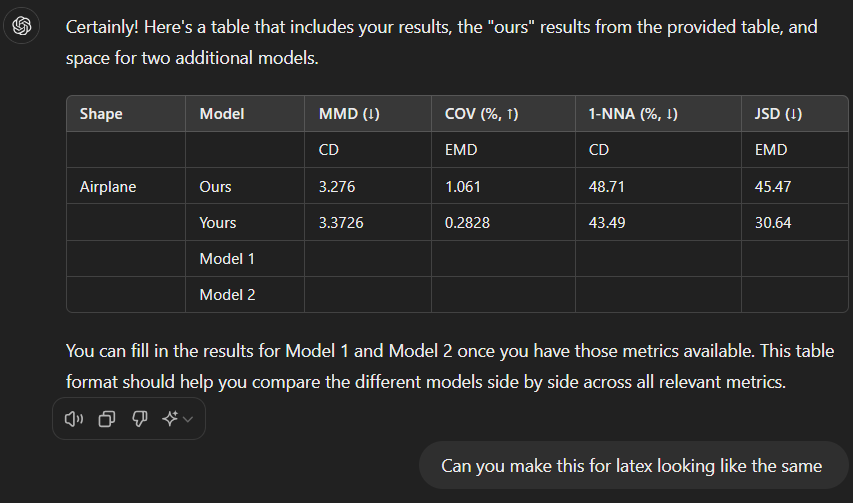 Certainly! Here's a table that includes your results, the "ours" results from the provided table, and
space for two additional models.
Shape Model MMD (↓) COV (%, ↑) 1-NNA (%, ↓) JSD (↓)
CD EMD CD EMD
Airplane Ours 3.276 1.061 48.71 45.47
Yours 3.3726 0.2828 43.49 30.64
Model 1
Model 2
You can fill in the results for Model 1 and Model 2 once you have those metrics available. This table
format should help you compare the different models side by side across all relevant metrics.
Can you make this for latex looking like the same